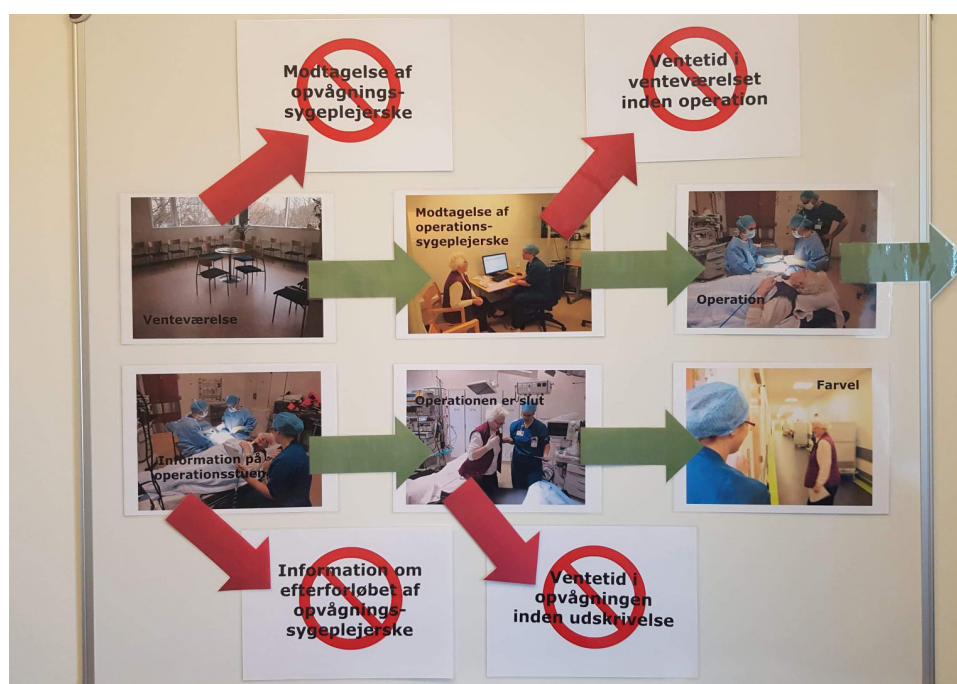 Modtagelse af
opvågnings-
sygeplejerske
Ventetid i
venteværelset
inden operation
Venteværelse
Modtagelse af
operations-
sygeplejerske
Operation
Information på
operationsstuen
Operationen er slut
Farvel
Information om
efterforløbet af
opvågnings-
sygeplejerske
Ventetid i
opvågningen
inden udskrivelse